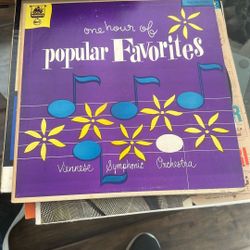 one hour of
popular Favorites
Viennese Symphonic Orchestra